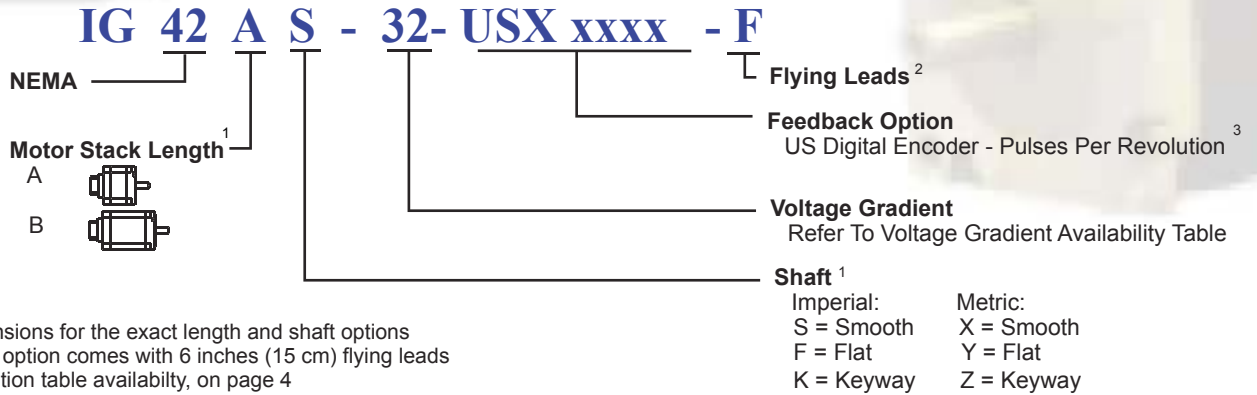 IG 42 A S - 32- USX xxxx - F
NEMA
Flying Leads 2
Motor Stack Length 1
A
B
Feedback Option
US Digital Encoder - Pulses Per Revolution 3
Voltage Gradient
Refer To Voltage Gradient Availability Table
Shaft 1
Imperial: Metric:
S = Smooth X = Smooth
F = Flat Y = Flat
K = Keyway Z = Keyway
nsions for the exact length and shaft options
option comes with 6 inches (15 cm) flying leads
tion table availabilty, on page 4